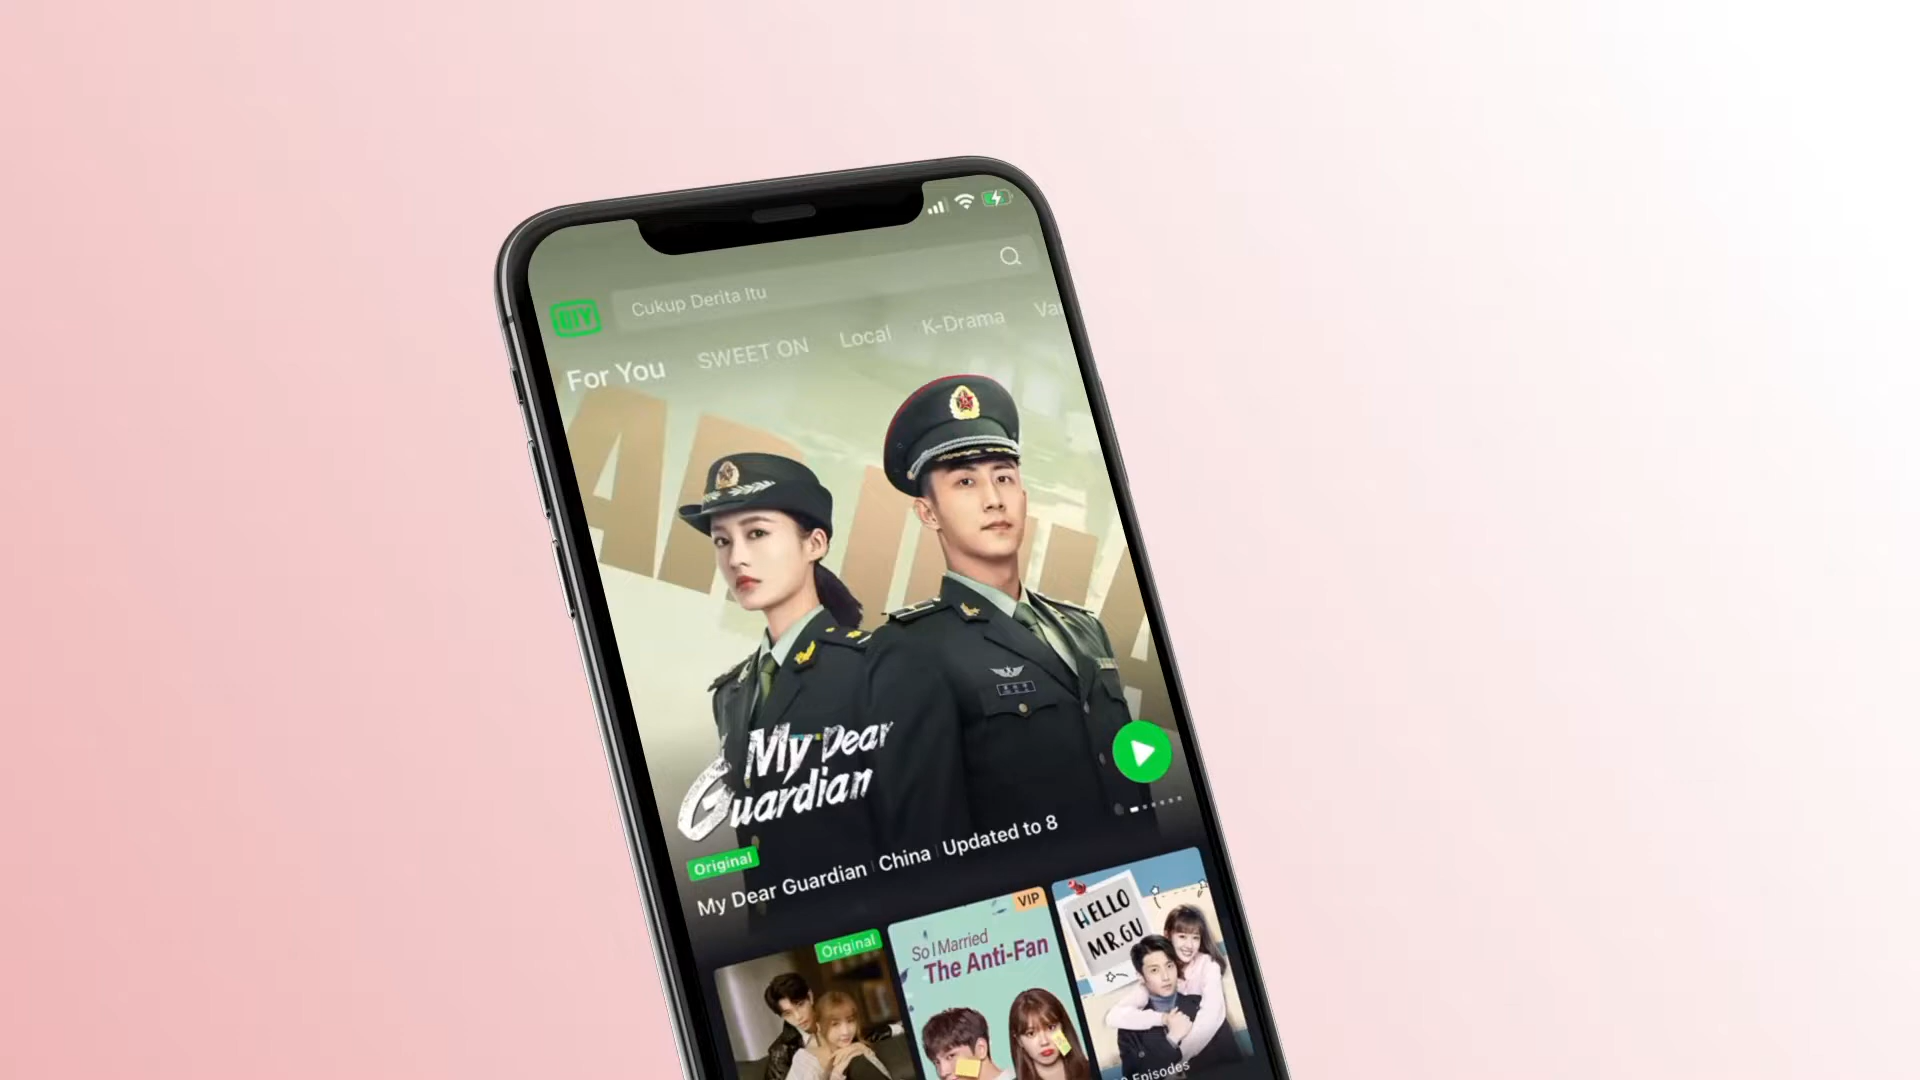 Cukup Derita Itu
For You SWEET ON Local K-Drama Va
My Dear
Guardian
Original
My Dear Guardian China Updated to 8
Original
VIP
So I Married
The Anti-Fan
HELLO
MR.GU
Episodes